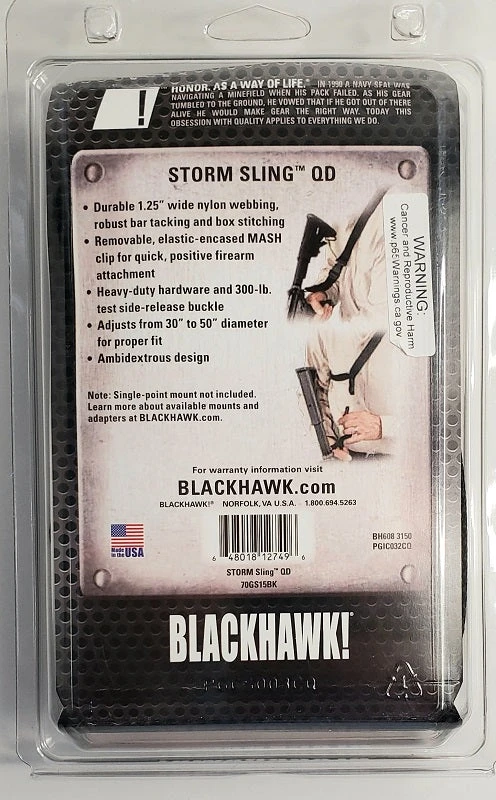 HONOR. AS A WAY OF LIFE.™ IN 1990 A NAVY SEAL WAS
NAVIGATING A MINEFIELD WHEN HIS PACK FAILED. AS HIS GEAR
TUMBLED TO THE GROUND, HE VOWED THAT IF HE GOT OUT OF THERE
ALIVE HE WOULD MAKE GEAR THE RIGHT WAY. TODAY THIS
OBSESSION WITH QUALITY APPLIES TO EVERYTHING WE DO.
STORM SLING™ QD
• Durable 1.25" wide nylon webbing,
robust bar tacking and box stitching
• Removable, elastic-encased MASH
clip for quick, positive firearm
attachment
• Heavy-duty hardware and 300-lb.
test side-release buckle
• Adjusts from 30" to 50" diameter
for proper fit
• Ambidextrous design
WARNING:
Cancer and Reproductive Harm
www.p65Warnings.ca.gov
Note: Single-point mount not included.
Learn more about available mounts and
adapters at BLACKHAWK.com.
For warranty information visit
BLACKHAWK.com
BLACKHAWK!® NORFOLK, VA U.S.A. 1.800.694.5263
Made in
the USA
6 48018 12749 6
BH608 3150
PGIC032CQ
STORM Sling™ QD
70GS15BK
BLACKHAWK!®